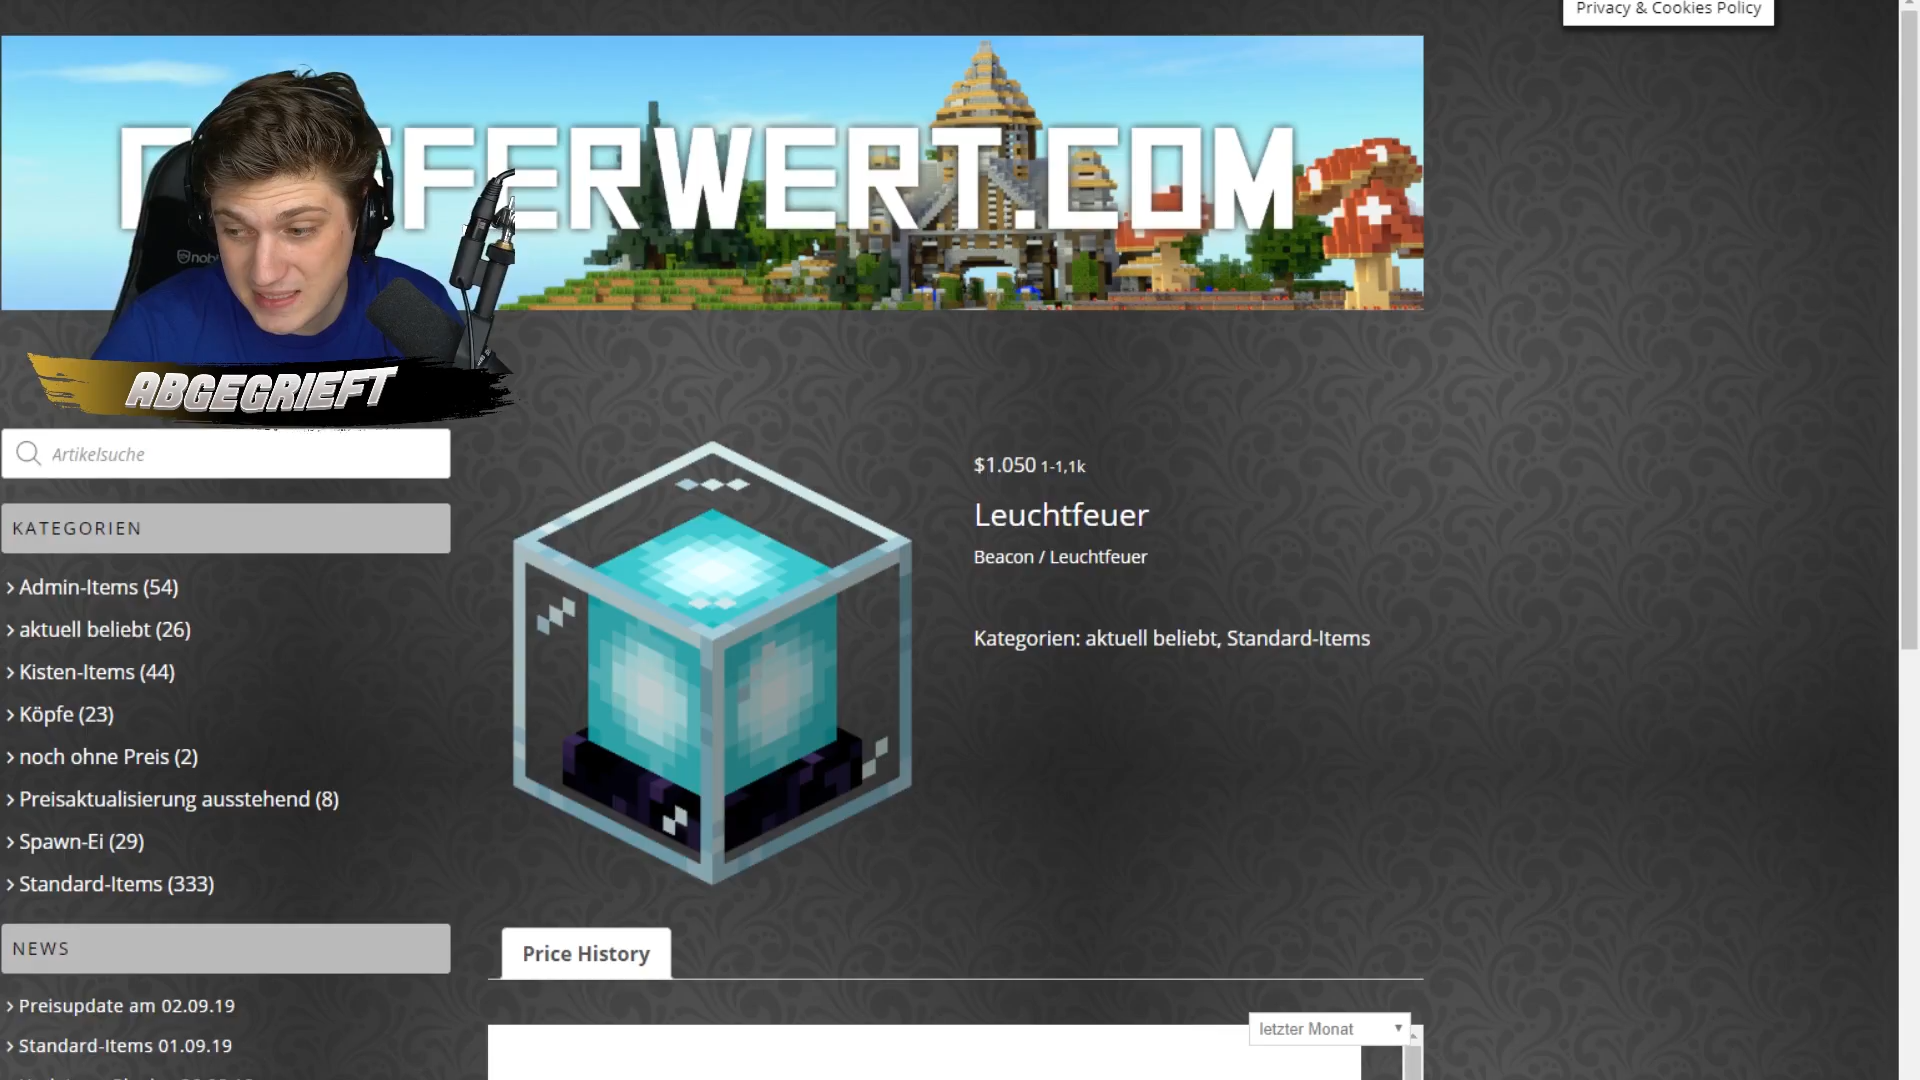 Privacy & Cookies Policy
FERWERT.COM
nob
ABGEGRIEFT
Artikelsuche
KATEGORIEN
Admin-Items (54)
aktuell beliebt (26)
Kisten-Items (44)
Köpfe (23)
noch ohne Preis (2)
Preisaktualisierung ausstehend (8)
Spawn-Ei (29)
Standard-Items (333)
NEWS
Preisupdate am 02.09.19
Standard-Items 01.09.19
$1.050 1-1,1k
Leuchtfeuer
Beacon / Leuchtfeuer
Kategorien: aktuell beliebt, Standard-Items
Price History
letzter Monat